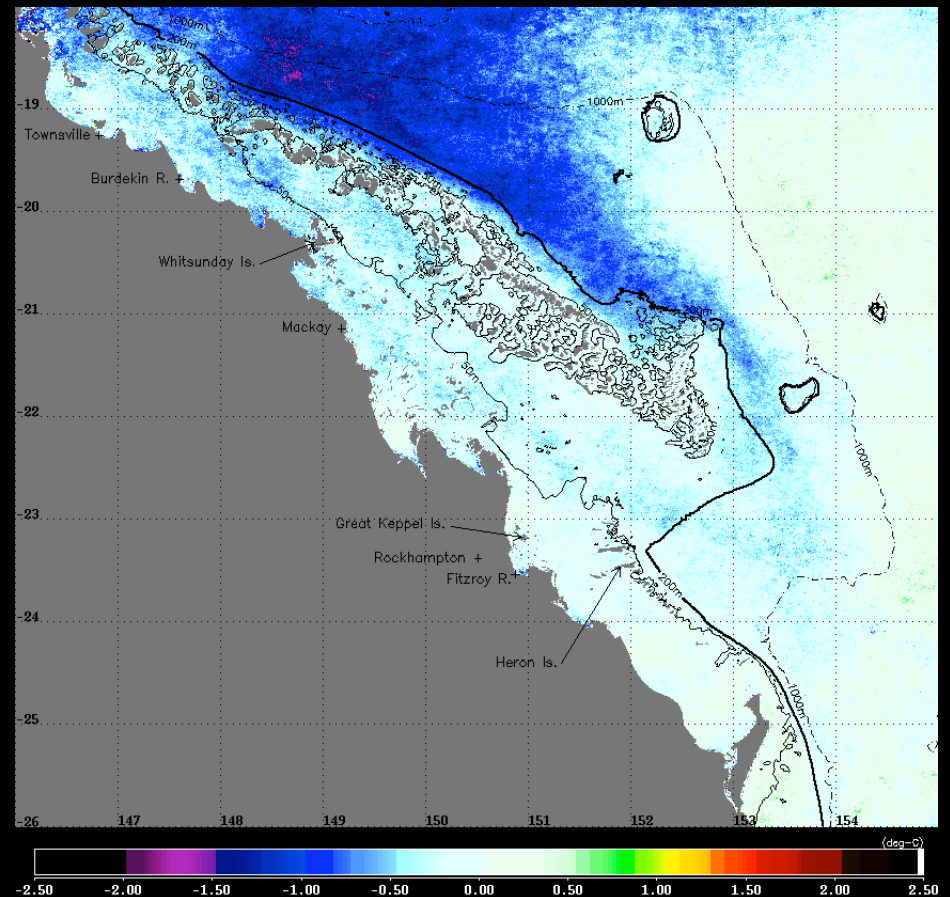 1000m
200m
-19
1000m
Townsville
Burdekin R.
50m
-20
Whitsunday Is.
-21
200m
Mackay
50m
-22
1000m
-23
Great Keppel Is.
Rockhampton
Fitzroy R.
200m
-24
Heron Is.
1000m
-25
-26
147 148 149 150 151 152 153 154
(deg-C)
-2.50 -2.00 -1.50 -1.00 -0.50 0.00 0.50 1.00 1.50 2.00 2.50